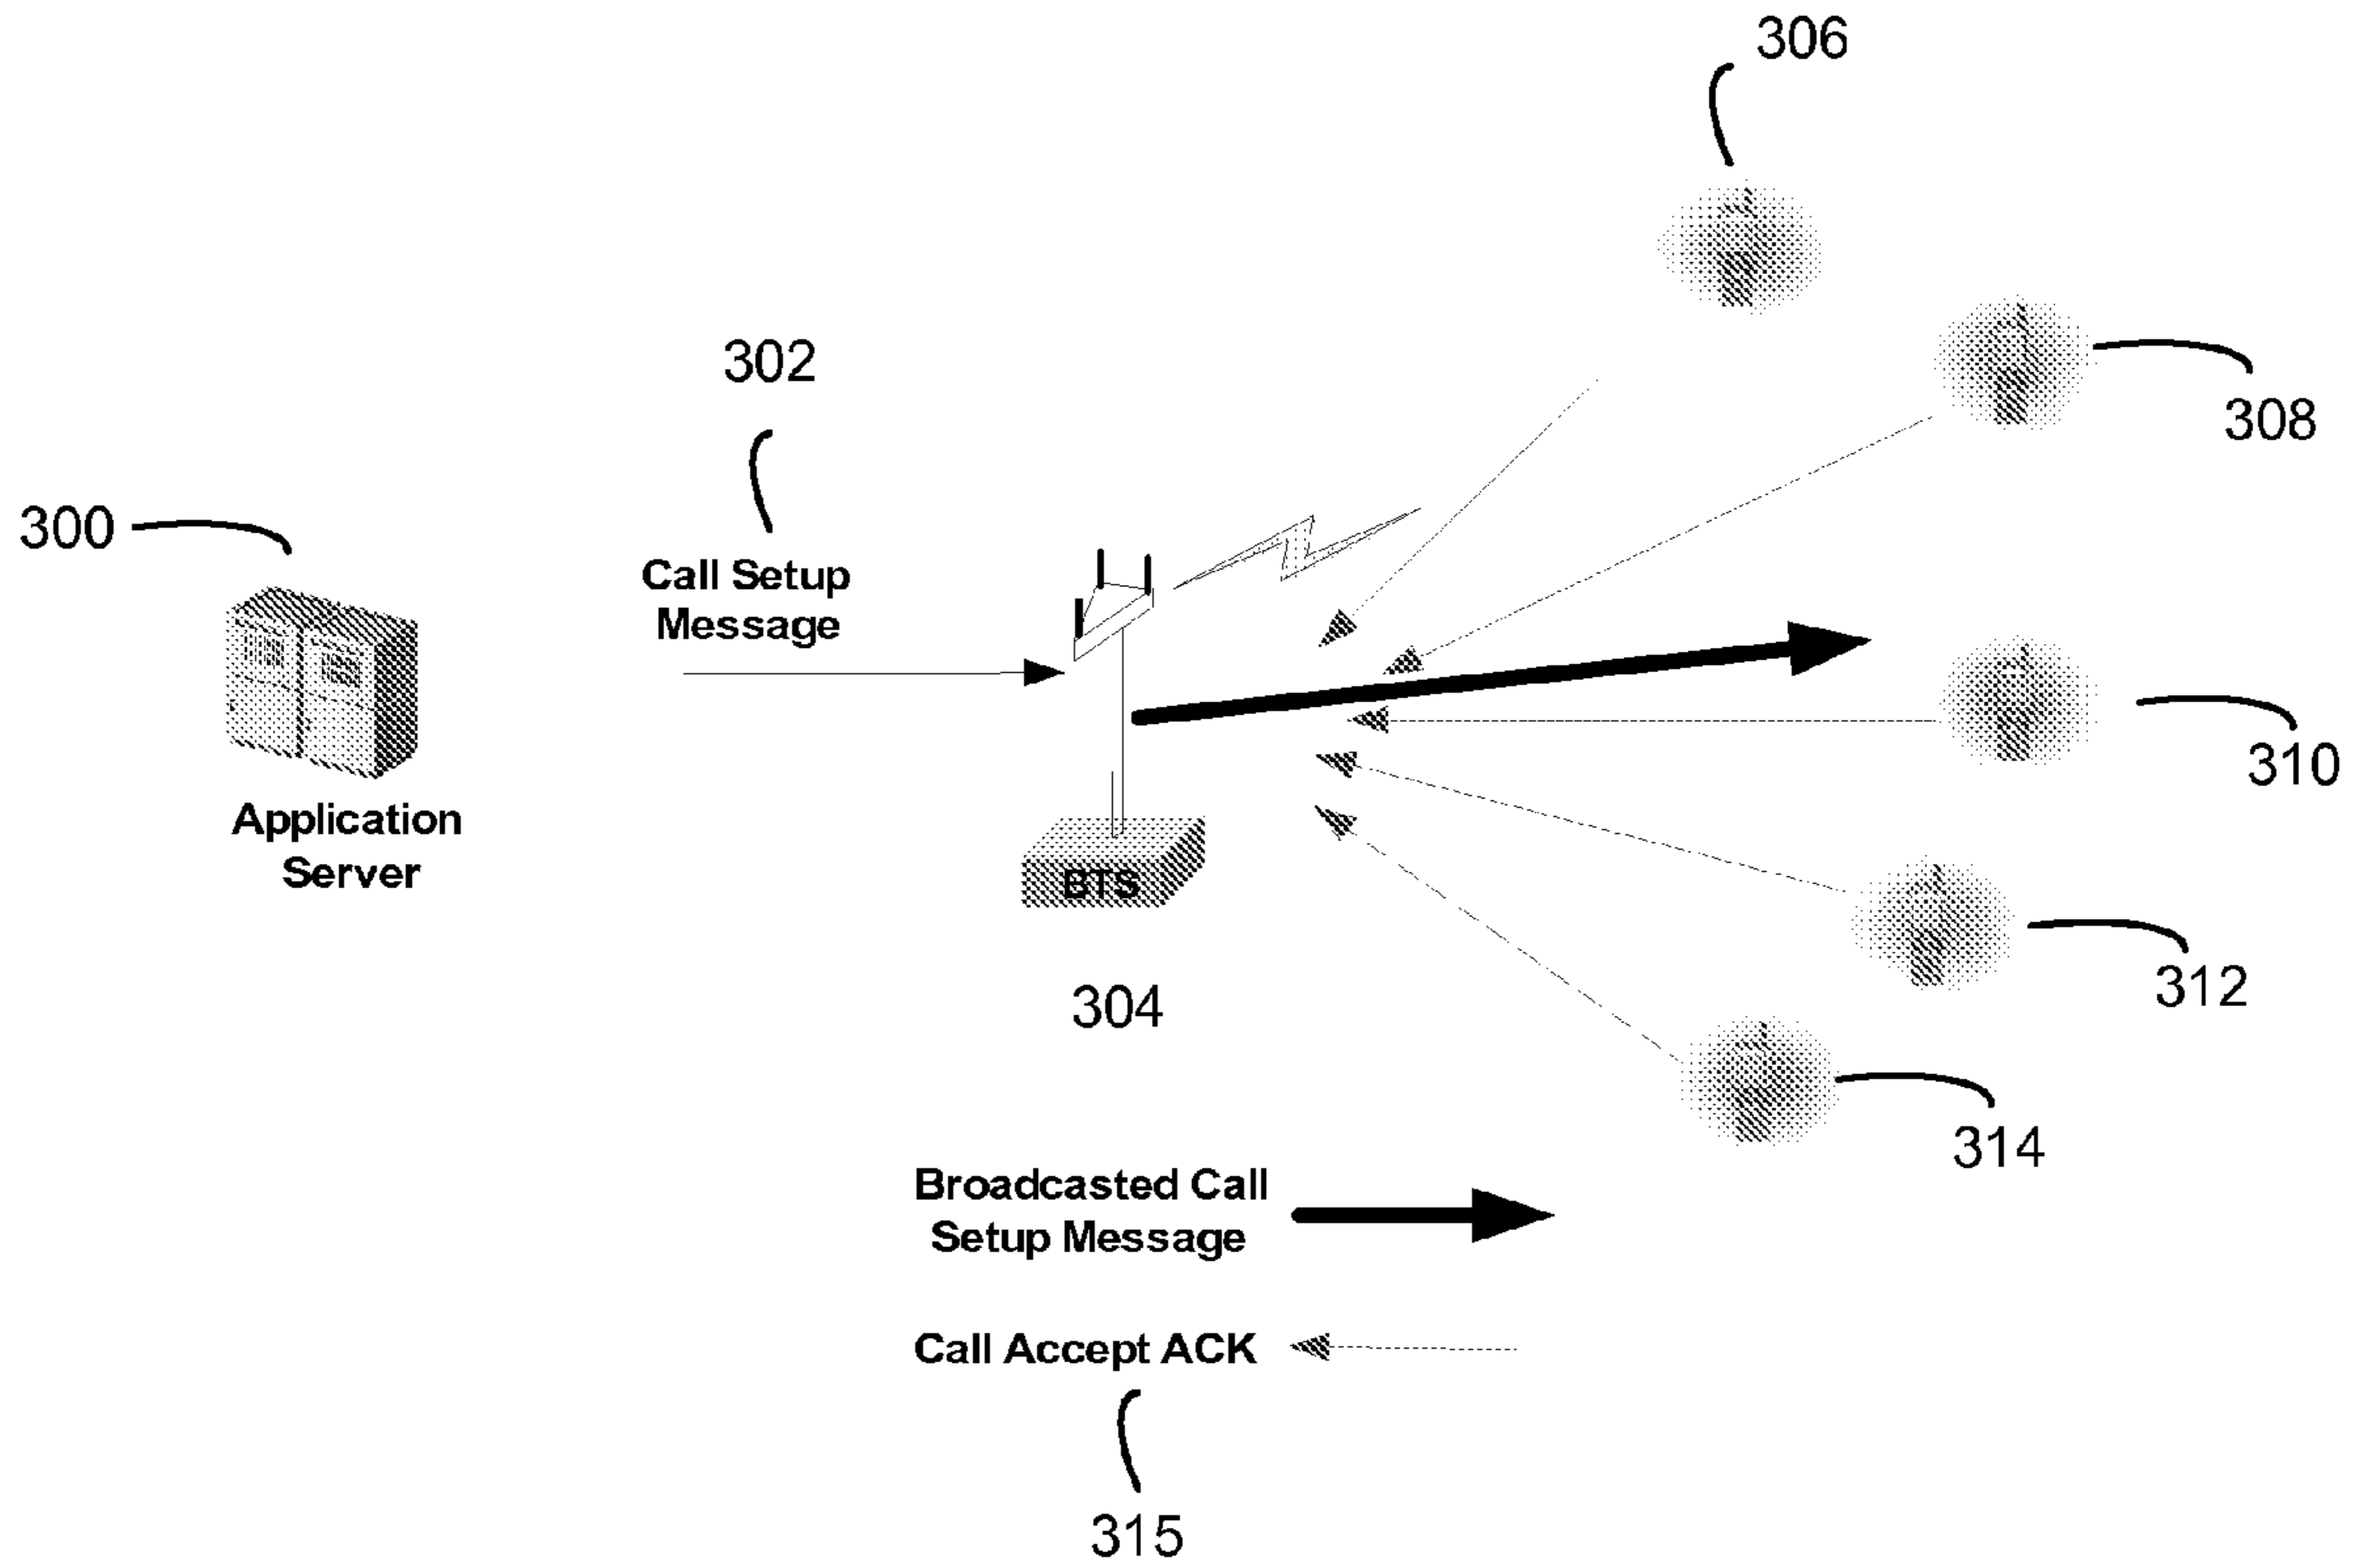 306
302
308
300
Call Setup
Message
310
Application
Server
BTS
312
304
314
Broadcasted Call
Setup Message
Call Accept ACK
315